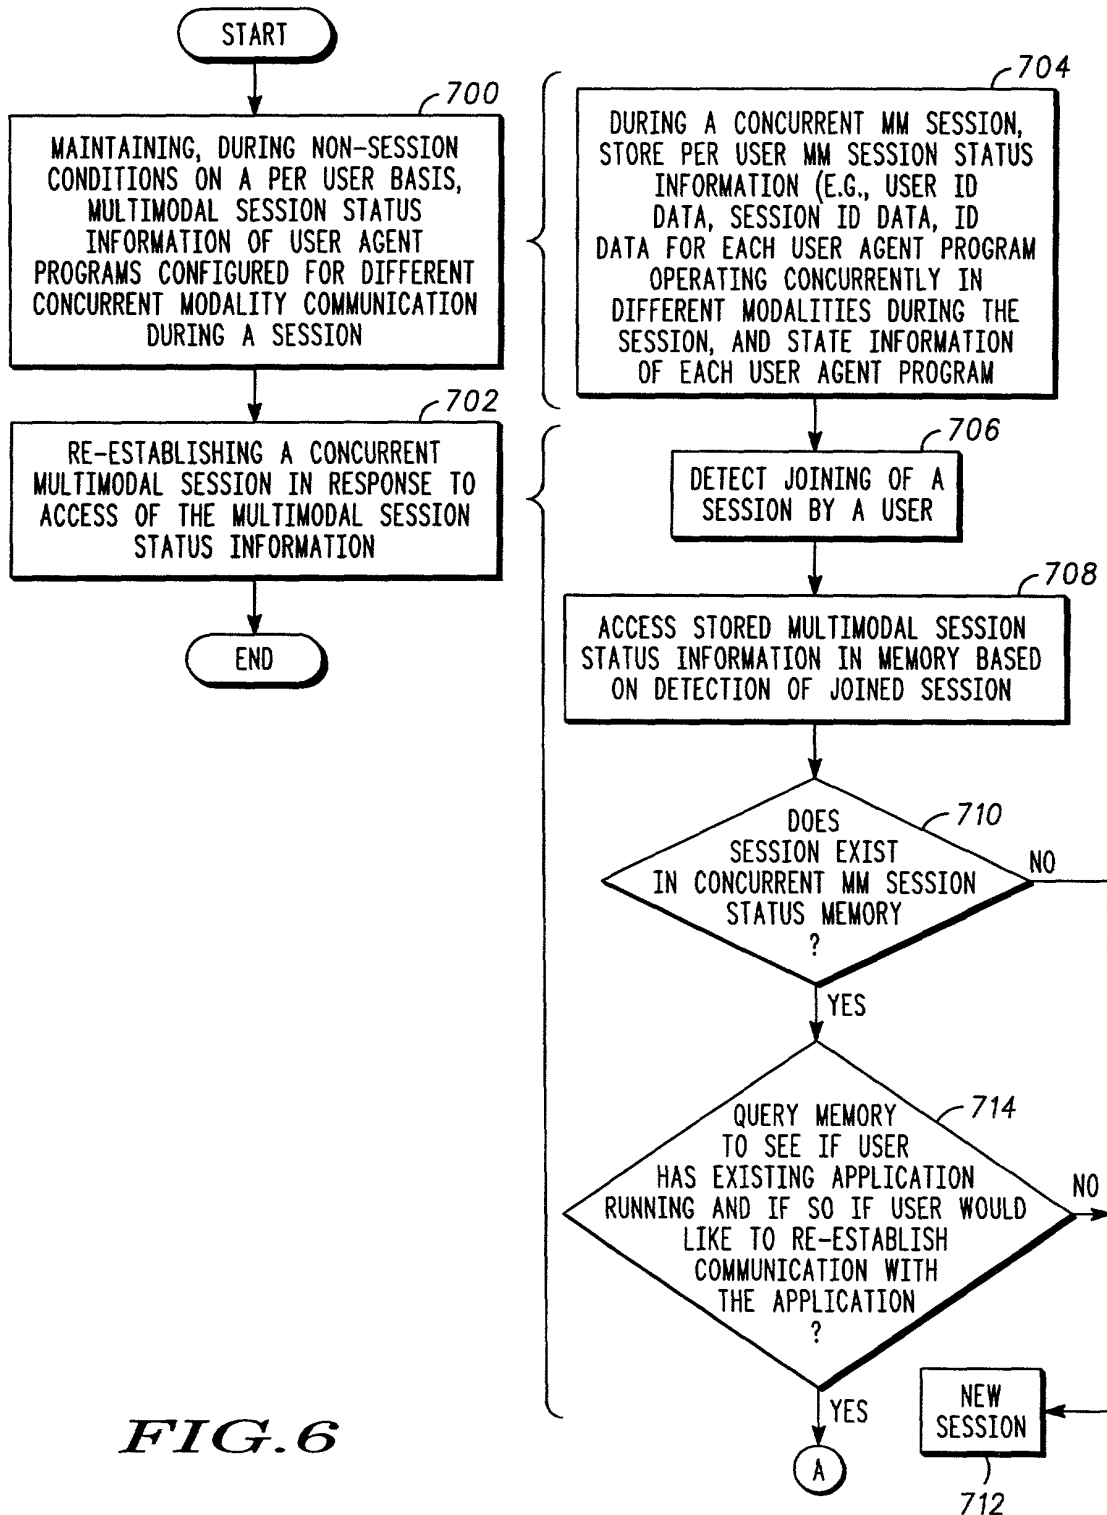 START
700
MAINTAINING, DURING NON-SESSION
CONDITIONS ON A PER USER BASIS,
MULTIMODAL SESSION STATUS
INFORMATION OF USER AGENT
PROGRAMS CONFIGURED FOR DIFFERENT
CONCURRENT MODALITY COMMUNICATION
DURING A SESSION
702
RE-ESTABLISHING A CONCURRENT
MULTIMODAL SESSION IN RESPONSE TO
ACCESS OF THE MULTIMODAL SESSION
STATUS INFORMATION
END
704
DURING A CONCURRENT MM SESSION,
STORE PER USER MM SESSION STATUS
INFORMATION (E.G., USER ID
DATA, SESSION ID DATA, ID
DATA FOR EACH USER AGENT PROGRAM
OPERATING CONCURRENTLY IN
DIFFERENT MODALITIES DURING THE
SESSION, AND STATE INFORMATION
OF EACH USER AGENT PROGRAM
706
DETECT JOINING OF A
SESSION BY A USER
708
ACCESS STORED MULTIMODAL SESSION
STATUS INFORMATION IN MEMORY BASED
ON DETECTION OF JOINED SESSION
710
DOES
SESSION EXIST
IN CONCURRENT MM SESSION
STATUS MEMORY
?
NO
YES
714
QUERY MEMORY
TO SEE IF USER
HAS EXISTING APPLICATION
RUNNING AND IF SO IF USER WOULD
LIKE TO RE-ESTABLISH
COMMUNICATION WITH
THE APPLICATION
?
NO
YES
A
NEW
SESSION
712
FIG.6